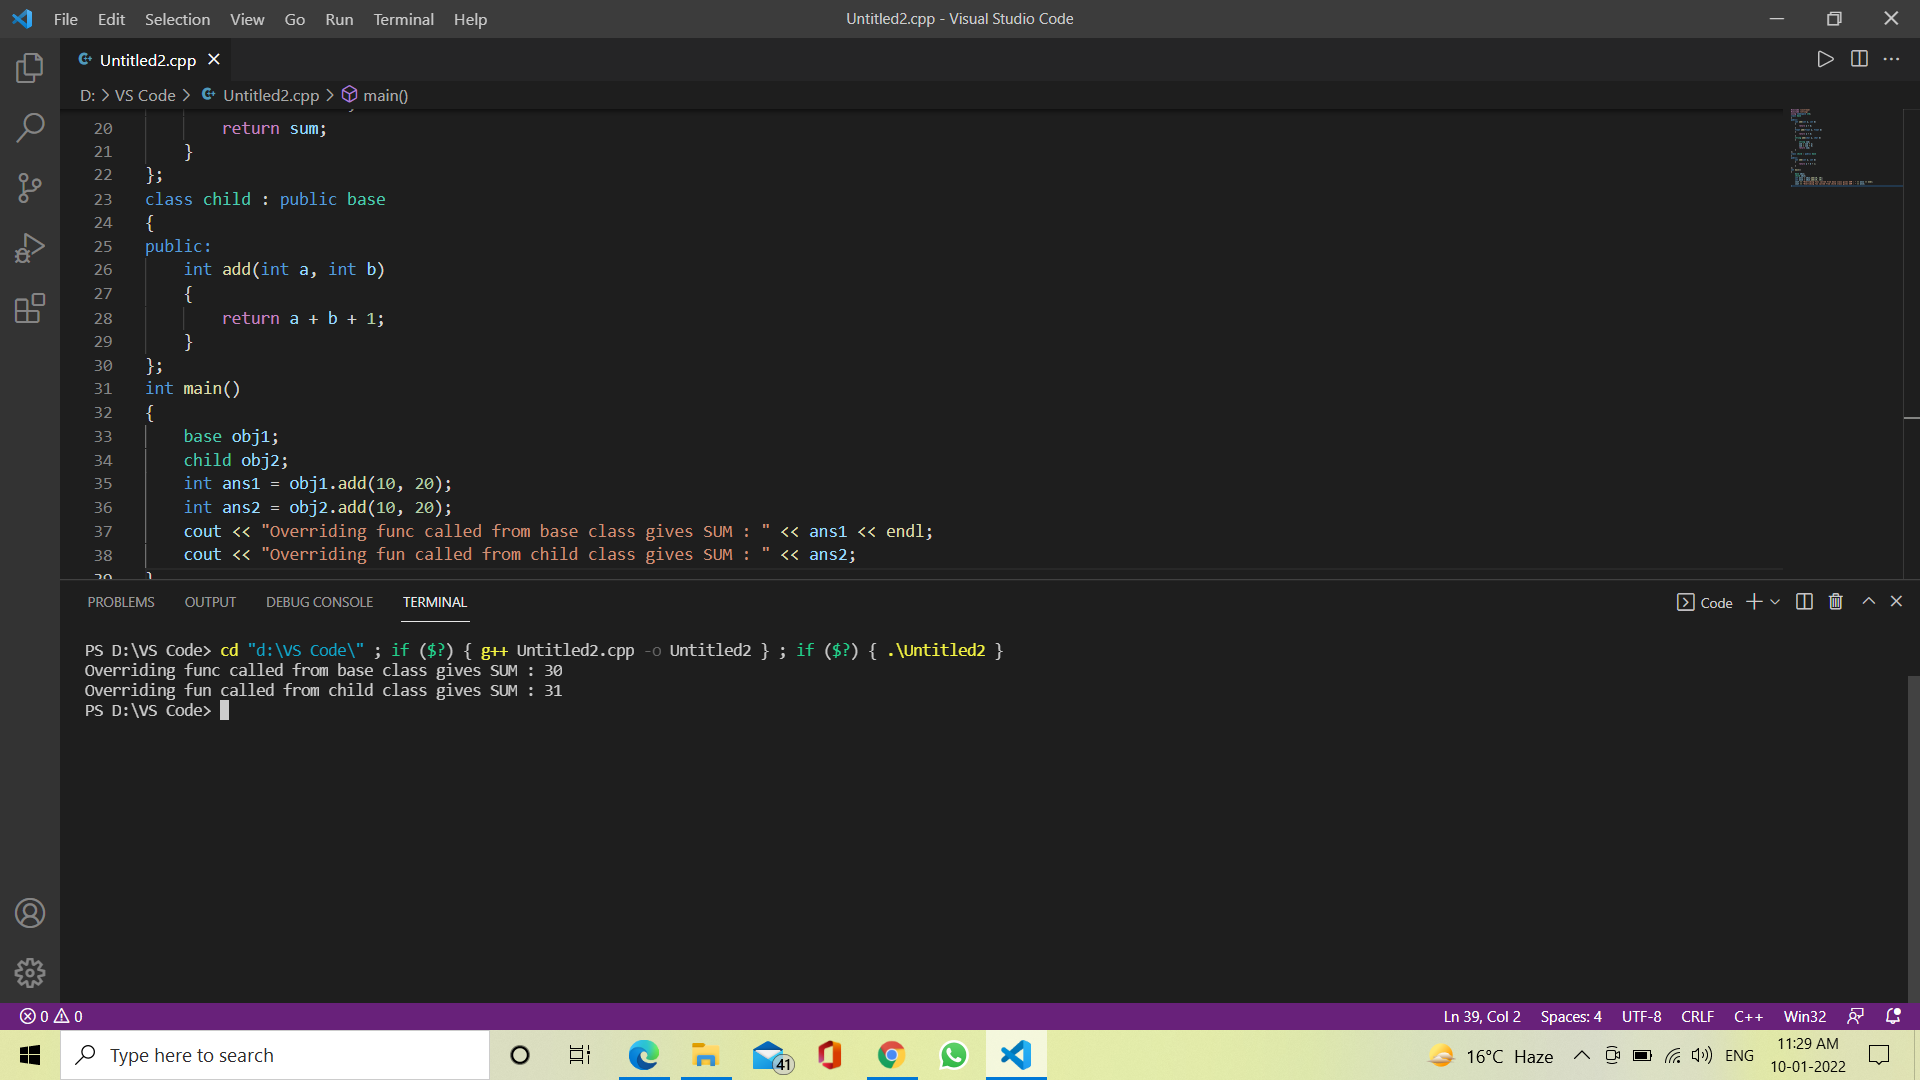 File Edit Selection View Go Run Terminal Help
Untitled2.cpp - Visual Studio Code
Untitled2.cpp
D: > VS Code > Untitled2.cpp > main()
20 return sum;
21 }
22 };
23 class child : public base
24 {
25 public:
26 int add(int a, int b)
27 {
28 return a + b + 1;
29 }
30 };
31 int main()
32 {
33 base obj1;
34 child obj2;
35 int ans1 = obj1.add(10, 20);
36 int ans2 = obj2.add(10, 20);
37 cout << "Overriding func called from base class gives SUM : " << ans1 << endl;
38 cout << "Overriding fun called from child class gives SUM : " << ans2;
39 }
PROBLEMS OUTPUT DEBUG CONSOLE TERMINAL
Code
PS D:\VS Code> cd "d:\VS Code\" ; if ($?) { g++ Untitled2.cpp -o Untitled2 } ; if ($?) { .\Untitled2 }
Overriding func called from base class gives SUM : 30
Overriding fun called from child class gives SUM : 31
PS D:\VS Code>
0 0
Ln 39, Col 2 Spaces: 4 UTF-8 CRLF C++ Win32
Type here to search
41
16°C Haze
ENG
11:29 AM
10-01-2022